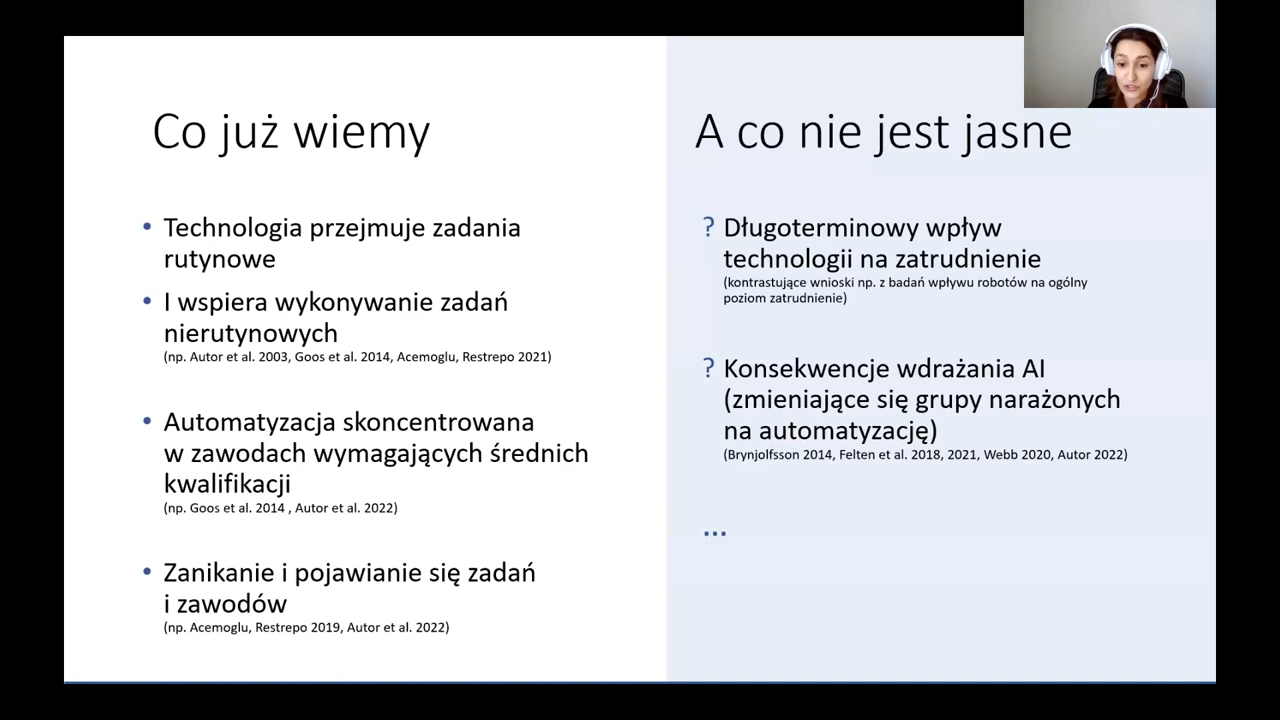 Co już wiemy
• Technologia przejmuje zadania
rutynowe
• I wspiera wykonywanie zadań
nierutynowych
(np. Autor et al. 2003, Goos et al. 2014, Acemoglu, Restrepo 2021)
• Automatyzacja skoncentrowana
w zawodach wymagających średnich
kwalifikacji
(np. Goos et al. 2014 , Autor et al. 2022)
• Zanikanie i pojawianie się zadań
i zawodów
(np. Acemoglu, Restrepo 2019, Autor et al. 2022)
A co nie jest jasne
? Długoterminowy wpływ
technologii na zatrudnienie
(kontrastujące wnioski np. z badań wpływu robotów na ogólny
poziom zatrudnienie)
? Konsekwencje wdrażania AI
(zmieniające się grupy narażonych
na automatyzację)
(Brynjolfsson 2014, Felten et al. 2018, 2021, Webb 2020, Autor 2022)
...